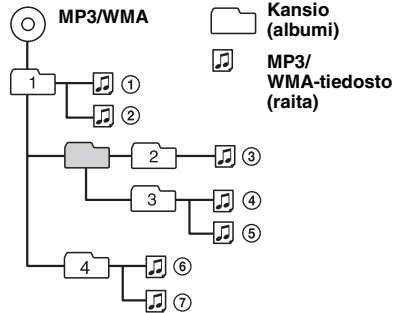 MP3/WMA
Kansio
(albumi)
MP3/
WMA-tiedosto
(raita)
1
①
②
2
③
3
④
⑤
4
⑥
⑦